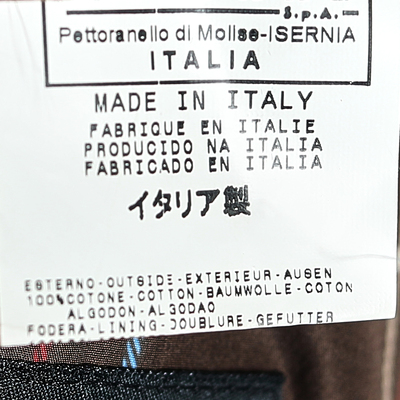 S.p.A.
Pettoranello di Molise-ISERNIA
ITALIA
MADE IN ITALY
FABRIQUE EN ITALIE
PRODUCIDO NA ITALIA
FABRICADO EN ITALIA
イタリア製
ESTERNO-OUTSIDE-EXTERIEUR-AUSEN
100%COTONE-COTTON-BAUMWOLLE-COTON
ALGODON-ALGODAO
FODERA-LINING-DOUBLURE-GEFUTTER